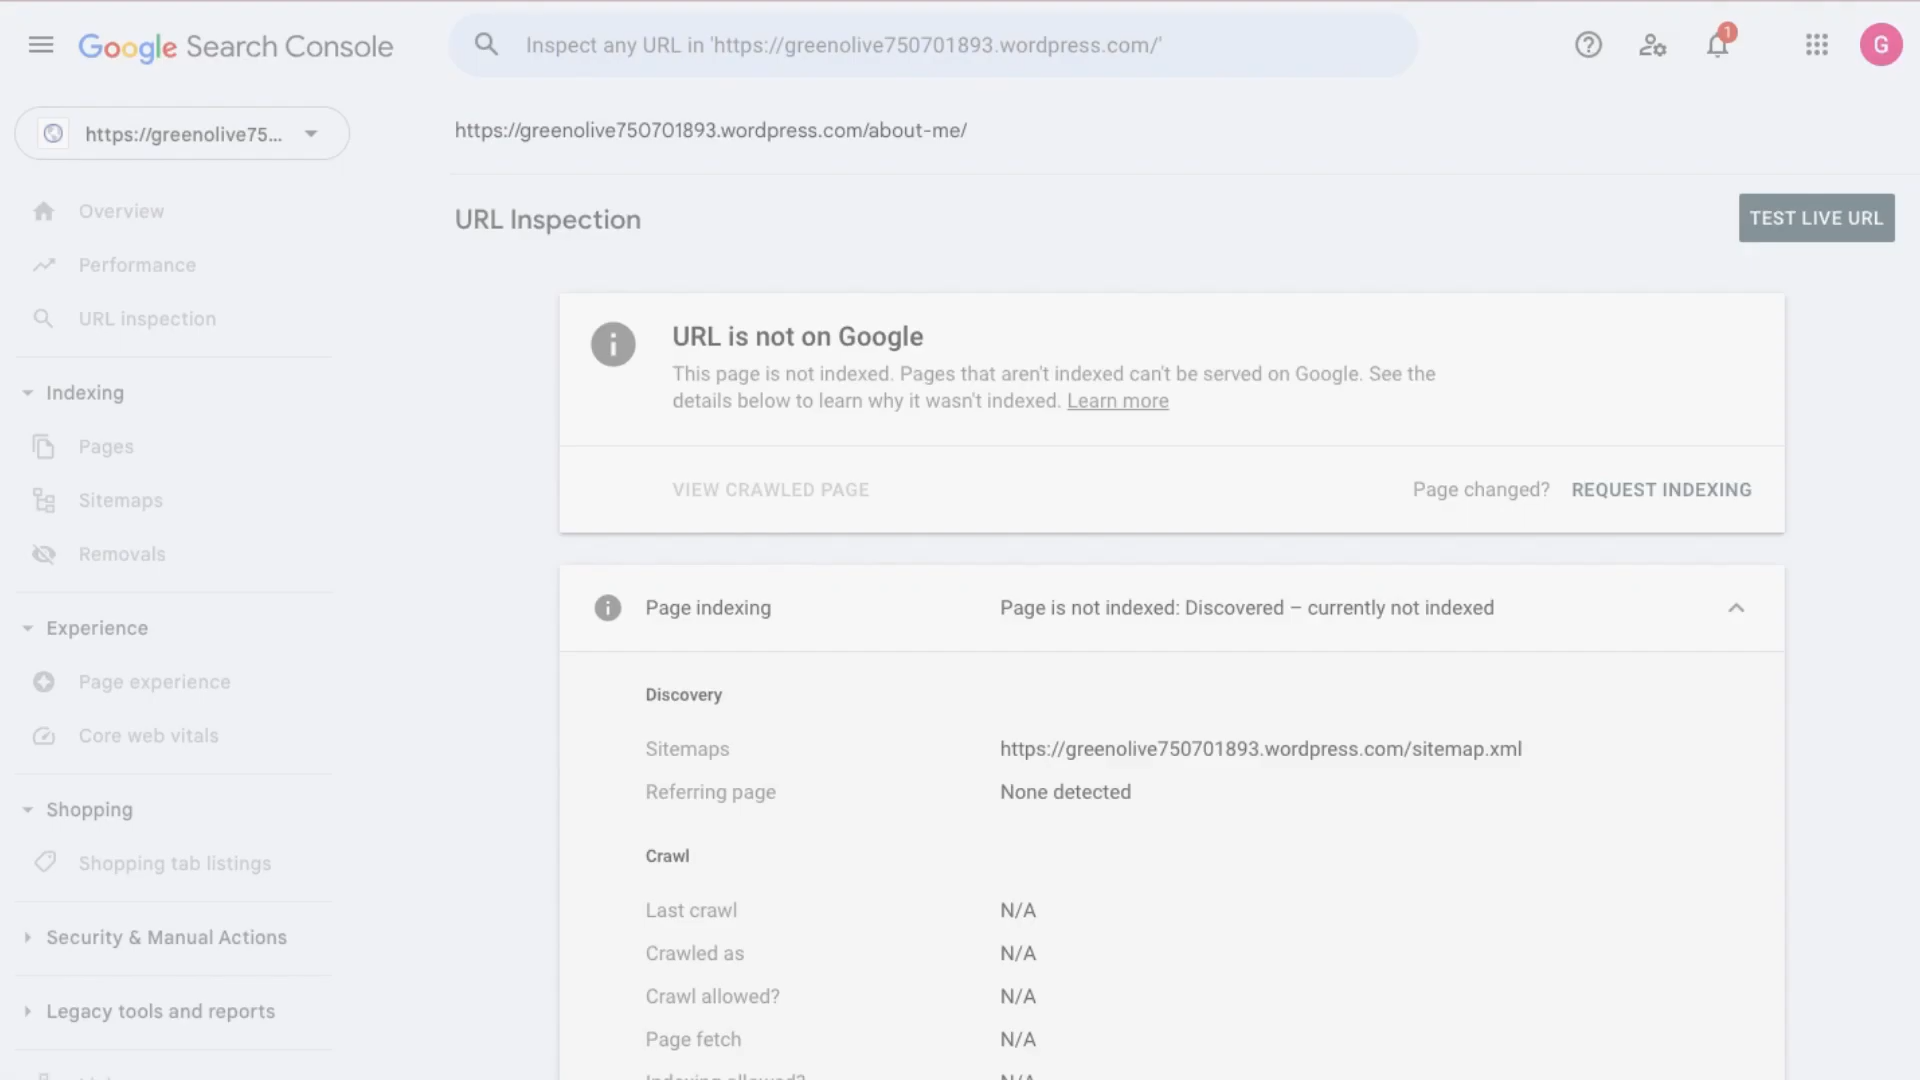 Google Search Console
Inspect any URL in 'https://greenolive750701893.wordpress.com/'
1
G
https://greenolive75...
https://greenolive750701893.wordpress.com/about-me/
Overview
Performance
URL inspection
Indexing
Pages
Sitemaps
Removals
Experience
Page experience
Core web vitals
Shopping
Shopping tab listings
Security & Manual Actions
Legacy tools and reports
URL Inspection
TEST LIVE URL
URL is not on Google
This page is not indexed. Pages that aren't indexed can't be served on Google. See the
details below to learn why it wasn't indexed. Learn more
VIEW CRAWLED PAGE
Page changed? REQUEST INDEXING
Page indexing
Page is not indexed: Discovered – currently not indexed
Discovery
Sitemaps
https://greenolive750701893.wordpress.com/sitemap.xml
Referring page
None detected
Crawl
Last crawl
N/A
Crawled as
N/A
Crawl allowed?
N/A
Page fetch
N/A
Indexing allowed?
N/A